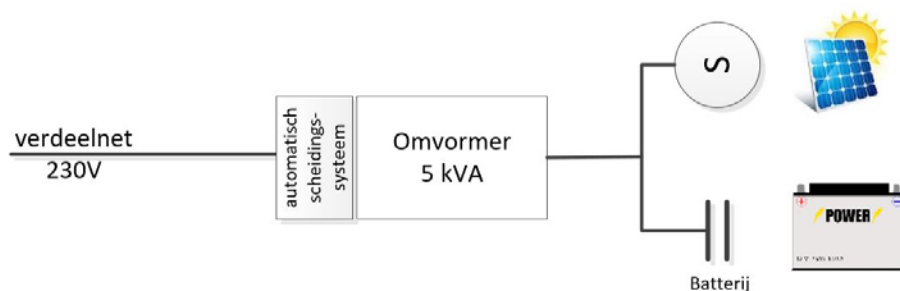 verdeelnet
230V
automatisch
scheidings-
systeem
Omvormer
5 kVA
S
POWER
Batterij